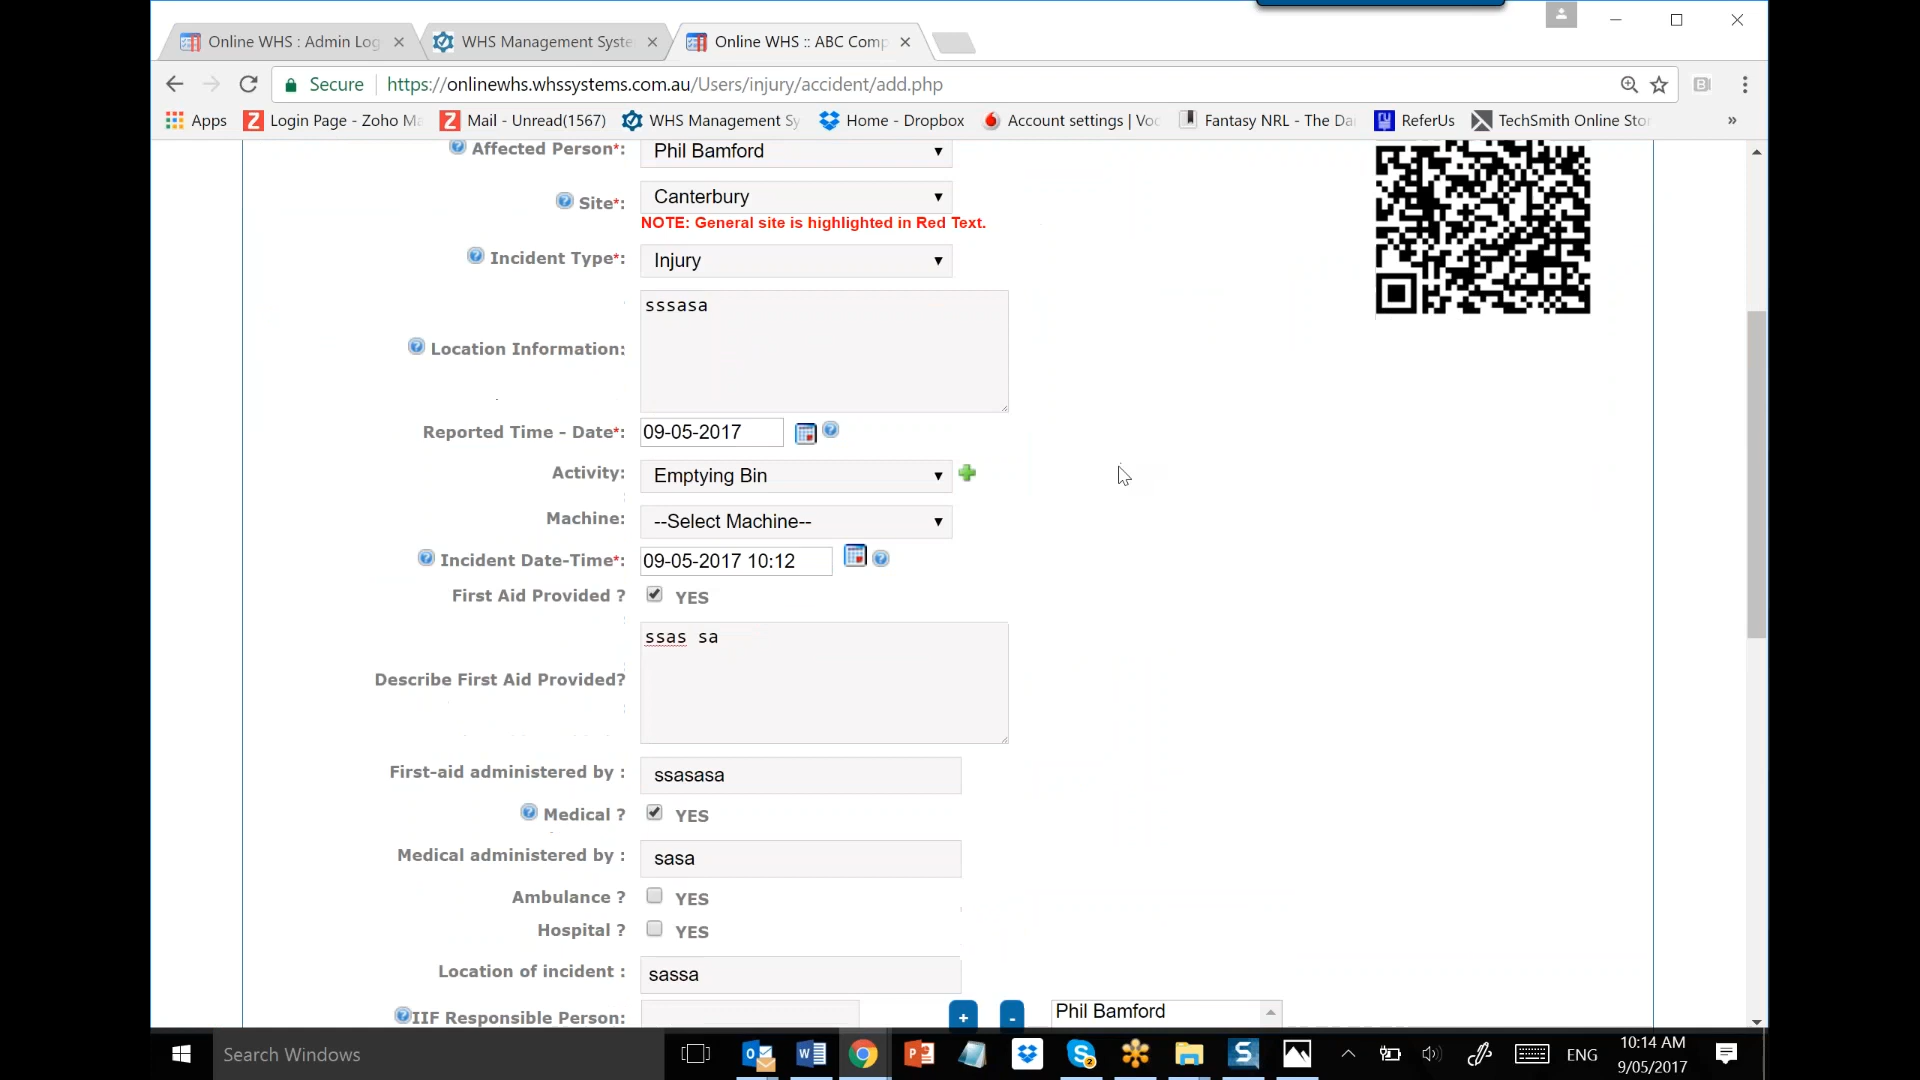 Online WHS : Admin Log
WHS Management Syste
Online WHS :: ABC Comp
Secure
https://onlinewhs.whssystems.com.au/Users/injury/accident/add.php
Apps
Login Page - Zoho Ma
Mail - Unread(1567)
WHS Management Sy
Home - Dropbox
Account settings | Voc
Fantasy NRL - The Da
ReferUs
TechSmith Online Stor
»
Affected Person*:
Phil Bamford
Site*:
Canterbury
NOTE: General site is highlighted in Red Text.
Incident Type*:
Injury
Location Information:
sssasa
Reported Time - Date*:
09-05-2017
Activity:
Emptying Bin
Machine:
--Select Machine--
Incident Date-Time*:
09-05-2017 10:12
First Aid Provided ?
YES
Describe First Aid Provided?
ssas sa
First-aid administered by :
ssasasa
Medical ?
YES
Medical administered by :
sasa
Ambulance ?
YES
Hospital ?
YES
Location of incident :
sassa
IIF Responsible Person:
+
-
Phil Bamford
Search Windows
ENG
10:14 AM
9/05/2017